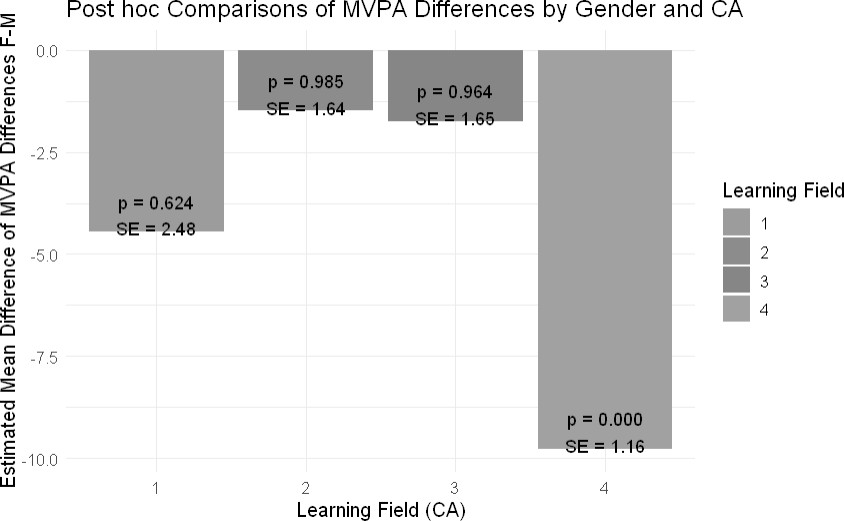 Post hoc Comparisons of MVPA Differences by Gender and CA
Estimated Mean Difference of MVPA Differences F-M
0.0
-2.5
-5.0
-7.5
-10.0
p = 0.624
SE = 2.48
p = 0.985
SE = 1.64
p = 0.964
SE = 1.65
p = 0.000
SE = 1.16
1
2
3
4
Learning Field (CA)
Learning Field
1
2
3
4